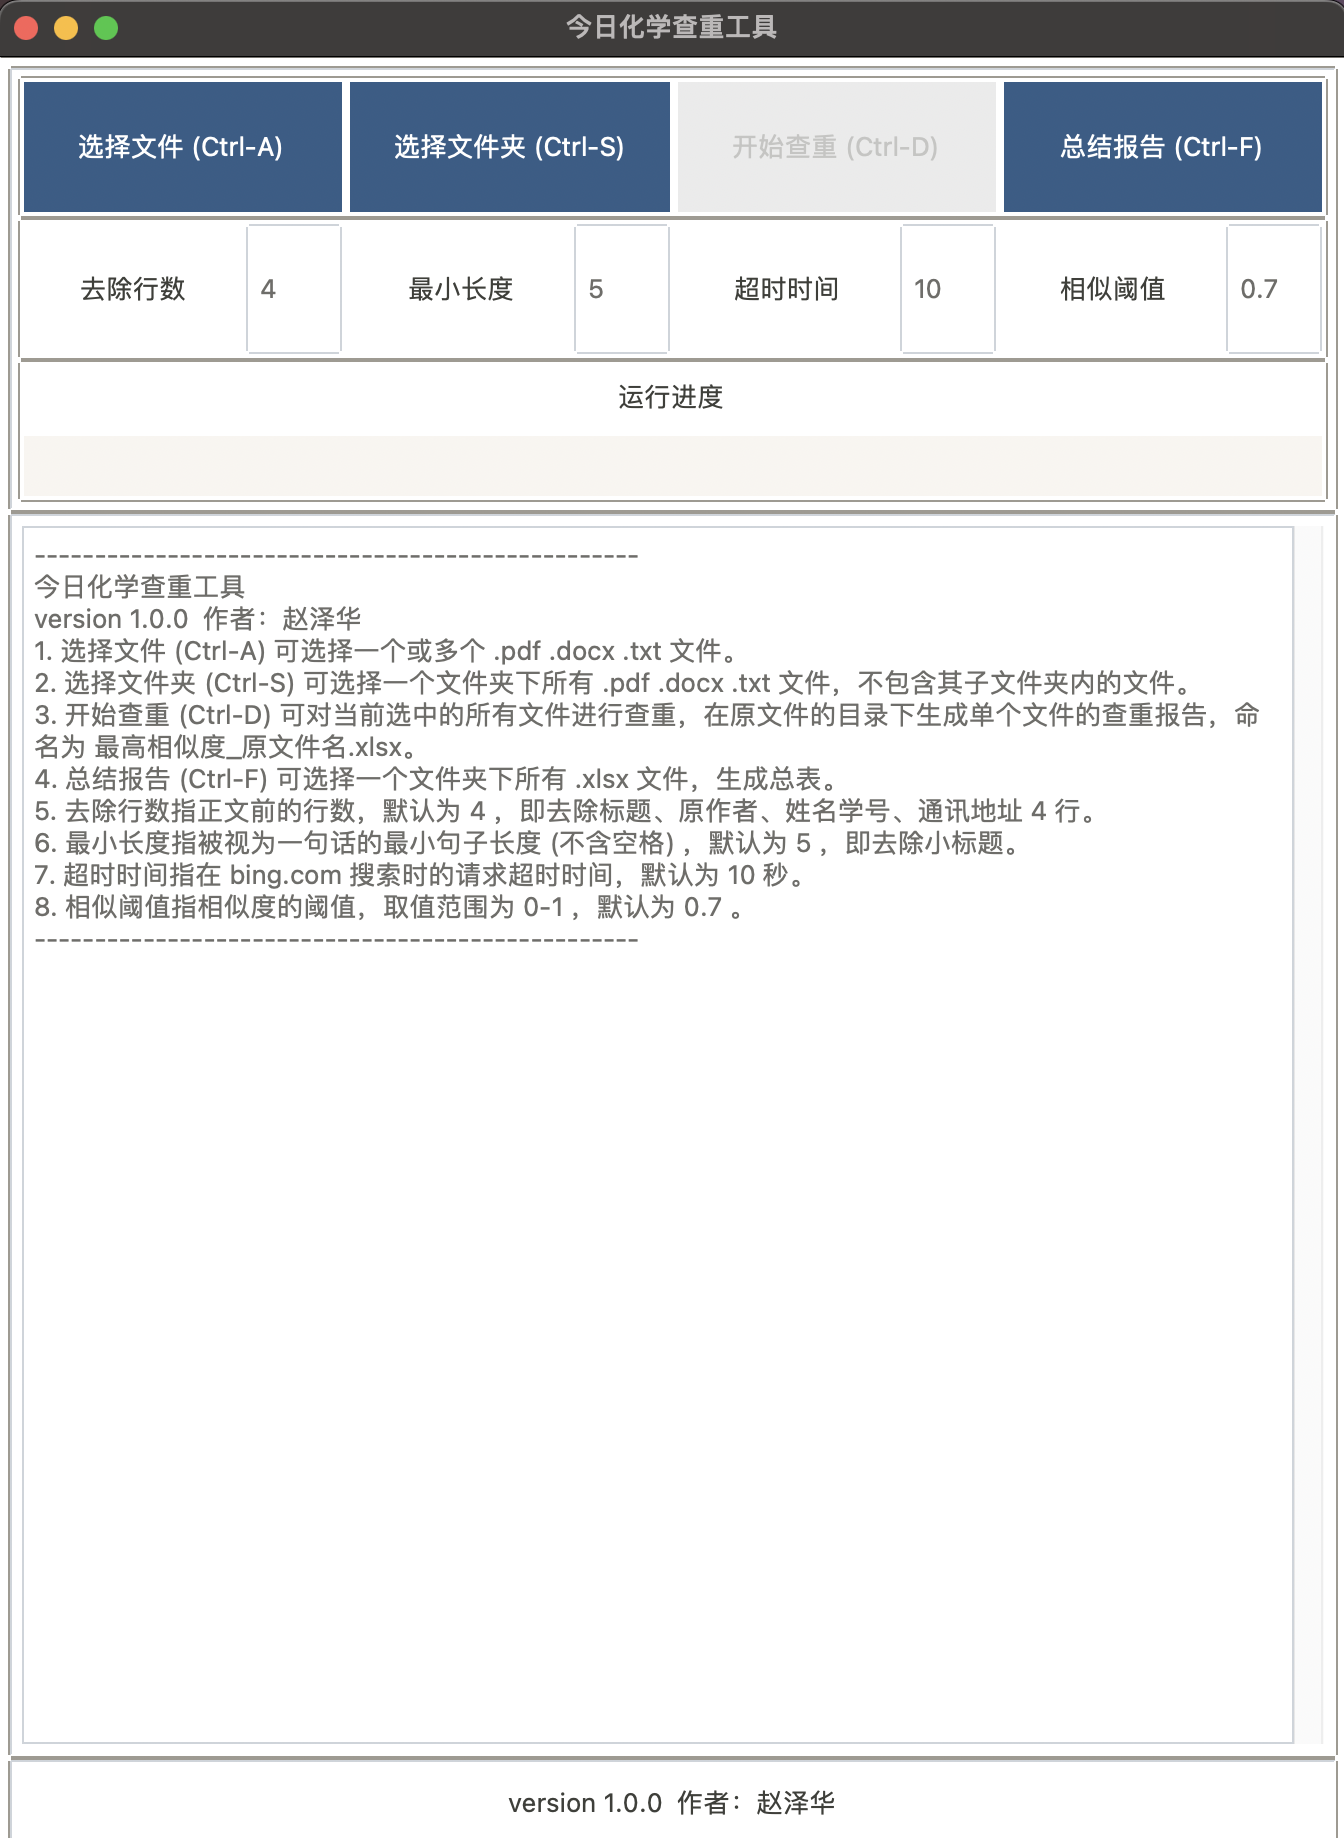 今日化学查重工具
选择文件 (Ctrl-A)
选择文件夹 (Ctrl-S)
开始查重 (Ctrl-D)
总结报告 (Ctrl-F)
去除行数 4
最小长度 5
超时时间 10
相似阈值 0.7
运行进度
--------------------------------------------------
今日化学查重工具
version 1.0.0  作者：赵泽华
1. 选择文件 (Ctrl-A) 可选择一个或多个 .pdf .docx .txt 文件。
2. 选择文件夹 (Ctrl-S) 可选择一个文件夹下所有 .pdf .docx .txt 文件，不包含其子文件夹内的文件。
3. 开始查重 (Ctrl-D) 可对当前选中的所有文件进行查重，在原文件的目录下生成单个文件的查重报告，命
名为 最高相似度_原文件名.xlsx。
4. 总结报告 (Ctrl-F) 可选择一个文件夹下所有 .xlsx 文件，生成总表。
5. 去除行数指正文前的行数，默认为 4 ，即去除标题、原作者、姓名学号、通讯地址 4 行。
6. 最小长度指被视为一句话的最小句子长度 (不含空格) ，默认为 5 ，即去除小标题。
7. 超时时间指在 bing.com 搜索时的请求超时时间，默认为 10 秒。
8. 相似阈值指相似度的阈值，取值范围为 0-1 ，默认为 0.7 。
--------------------------------------------------
version 1.0.0  作者：赵泽华